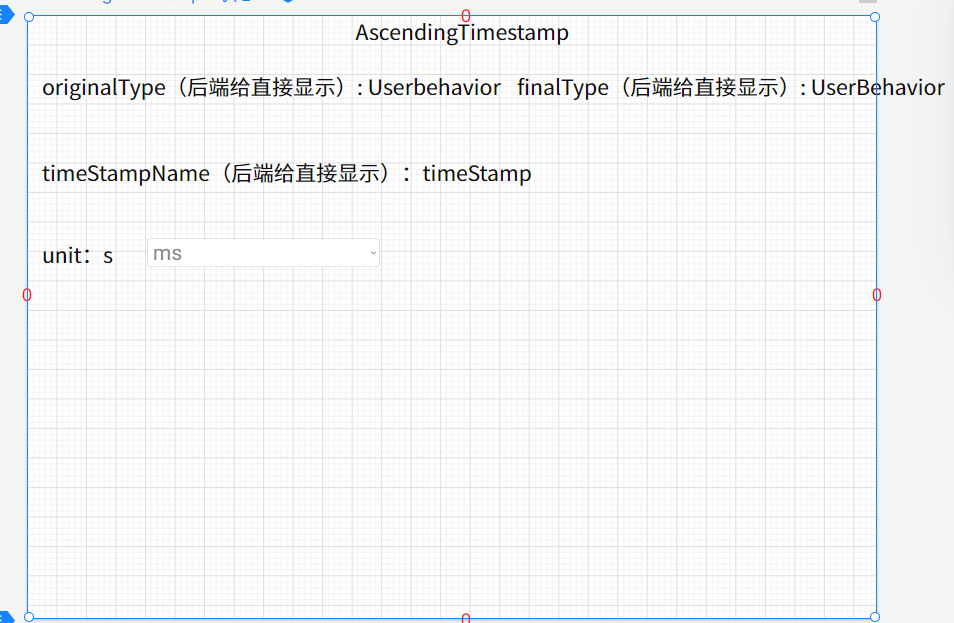 0
AscendingTimestamp
originalType（后端给直接显示）: Userbehavior finalType（后端给直接显示）: UserBehavior
timeStampName（后端给直接显示）：timeStamp
unit：s ms
0 0
0